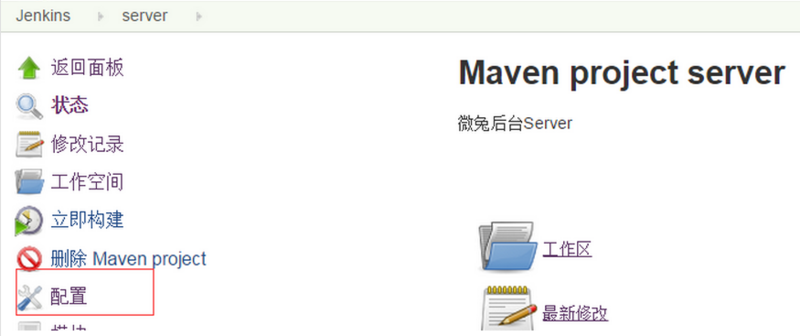 Jenkins server
返回面板
状态
修改记录
工作空间
立即构建
删除 Maven project
配置
Maven project server
微兔后台Server
工作区
最新修改